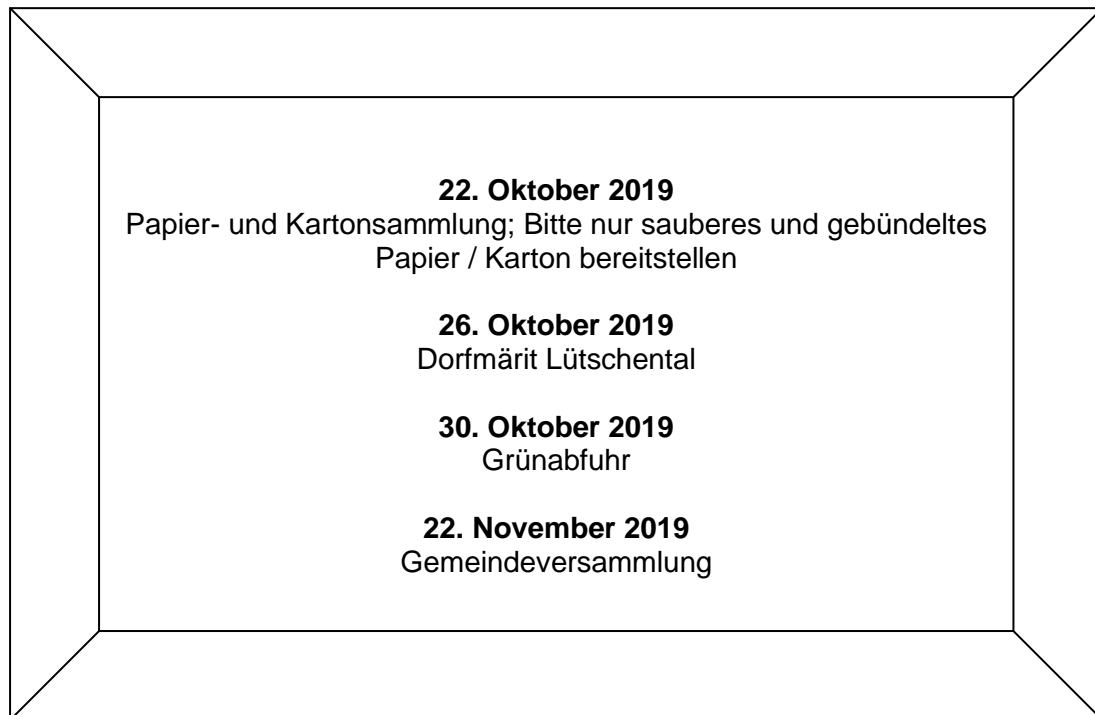 22. Oktober 2019
Papier- und Kartonsammlung; Bitte nur sauberes und gebündeltes
Papier / Karton bereitstellen
26. Oktober 2019
Dorfmärit Lütschental
30. Oktober 2019
Grünabfuhr
22. November 2019
Gemeindeversammlung